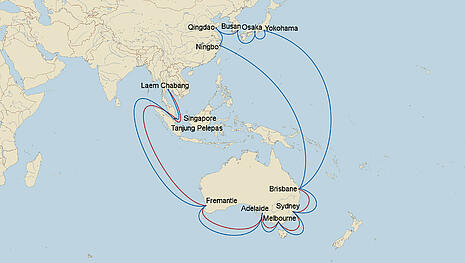 Qingdao
Busan
Osaka
Yokohama
Ningbo
Laem Chabang
Singapore
Tanjung Pelepas
Brisbane
Fremantle
Adelaide
Sydney
Melbourne